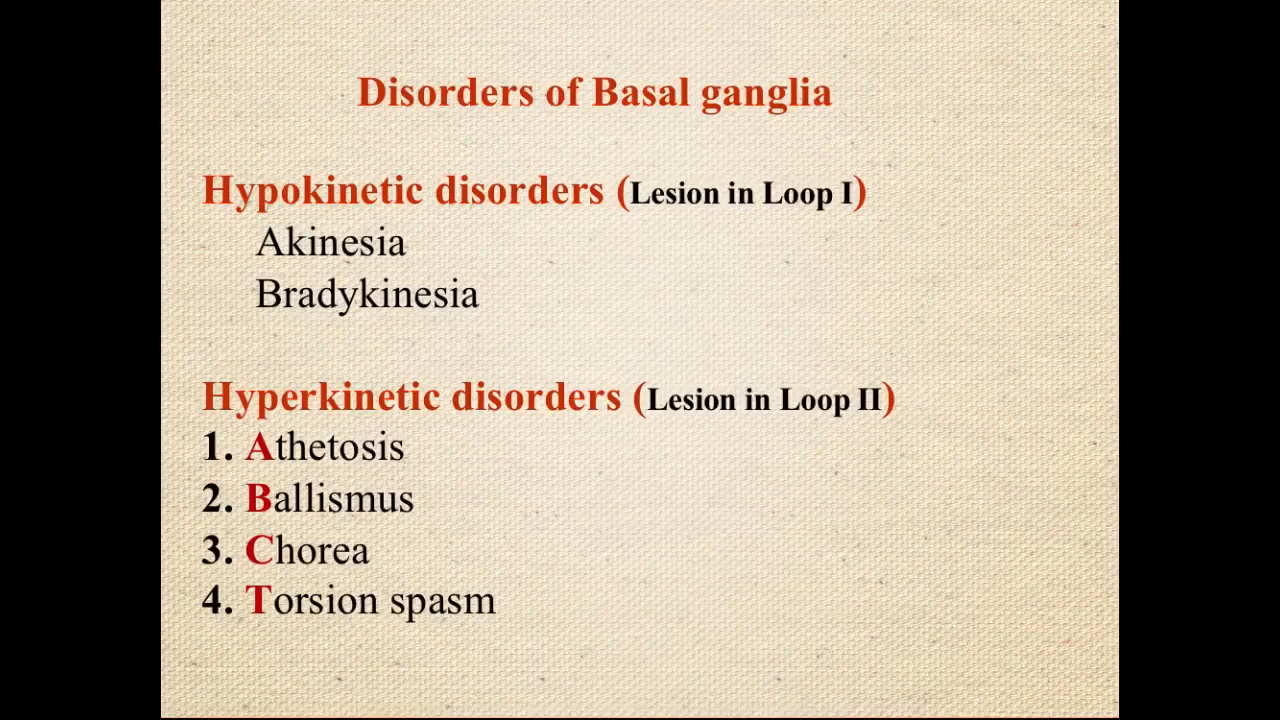 Disorders of Basal ganglia
Hypokinetic disorders (Lesion in Loop I)
Akinesia
Bradykinesia
Hyperkinetic disorders (Lesion in Loop II)
1. Athetosis
2. Ballismus
3. Chorea
4. Torsion spasm